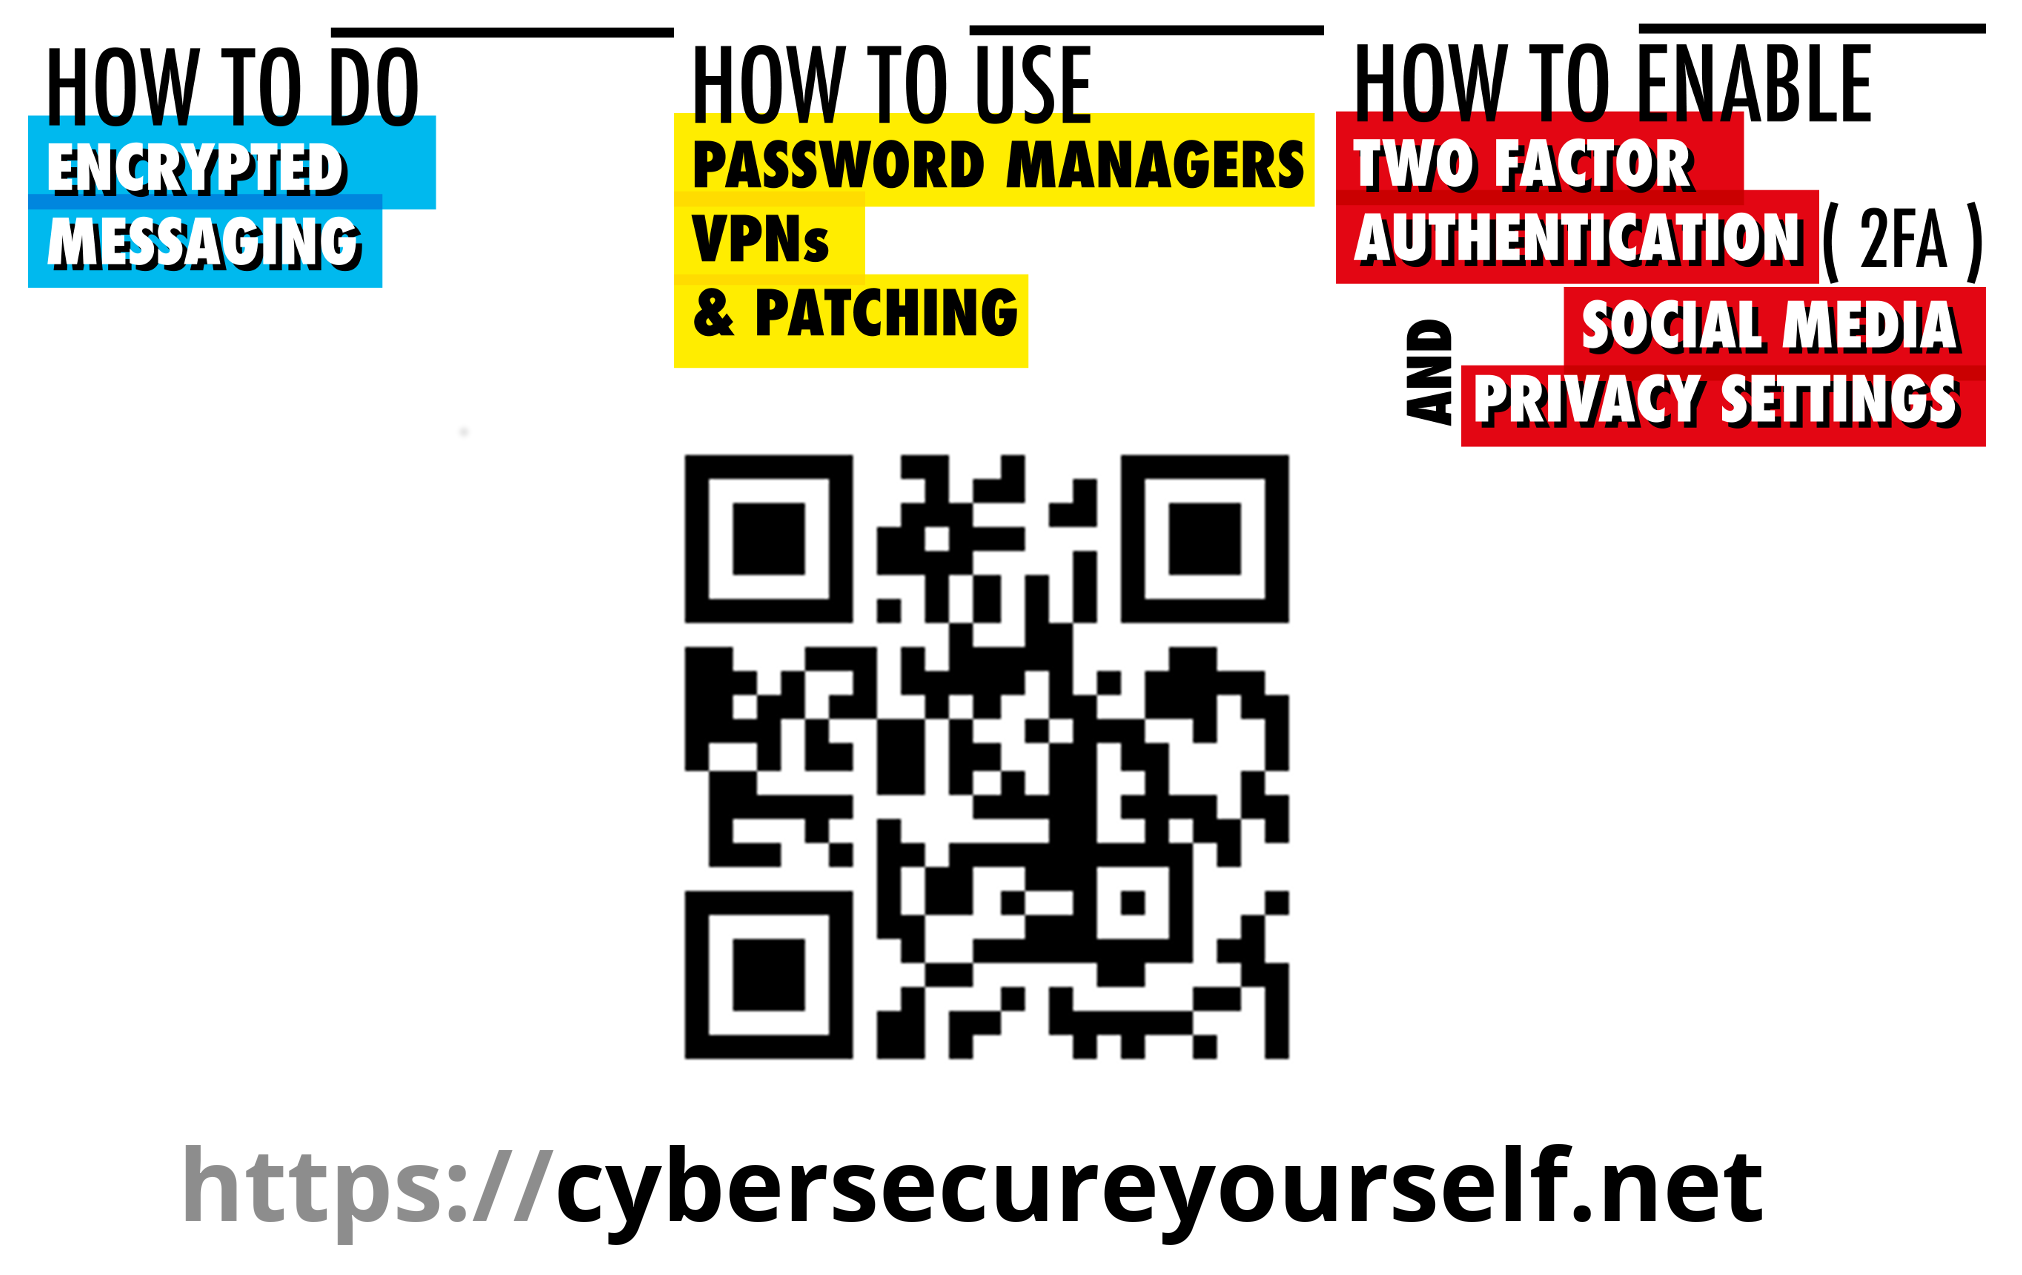 HOW TO DO
ENCRYPTED
MESSAGING
HOW TO USE
PASSWORD MANAGERS
VPNs
& PATCHING
HOW TO ENABLE
TWO FACTOR
AUTHENTICATION ( 2FA )
AND
SOCIAL MEDIA
PRIVACY SETTINGS
https://cybersecureyourself.net